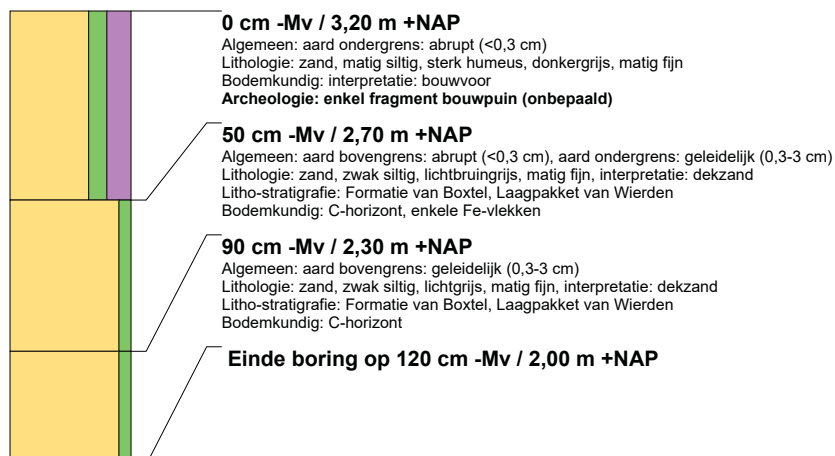 0 cm -Mv / 3,20 m +NAP
Algemeen: aard ondergrens: abrupt (<0,3 cm)
Lithologie: zand, matig siltig, sterk humeus, donkergrijs, matig fijn
Bodemkundig: interpretatie: bouwvoor
Archeologie: enkel fragment bouwpuin (onbepaald)
50 cm -Mv / 2,70 m +NAP
Algemeen: aard bovengrens: abrupt (<0,3 cm), aard ondergrens: geleidelijk (0,3-3 cm)
Lithologie: zand, zwak siltig, lichtbruingrijs, matig fijn, interpretatie: dekzand
Litho-stratigrafie: Formatie van Boxtel, Laagpakket van Wierden
Bodemkundig: C-horizont, enkele Fe-vlekken
90 cm -Mv / 2,30 m +NAP
Algemeen: aard bovengrens: geleidelijk (0,3-3 cm)
Lithologie: zand, zwak siltig, lichtgrijs, matig fijn, interpretatie: dekzand
Litho-stratigrafie: Formatie van Boxtel, Laagpakket van Wierden
Bodemkundig: C-horizont
Einde boring op 120 cm -Mv / 2,00 m +NAP